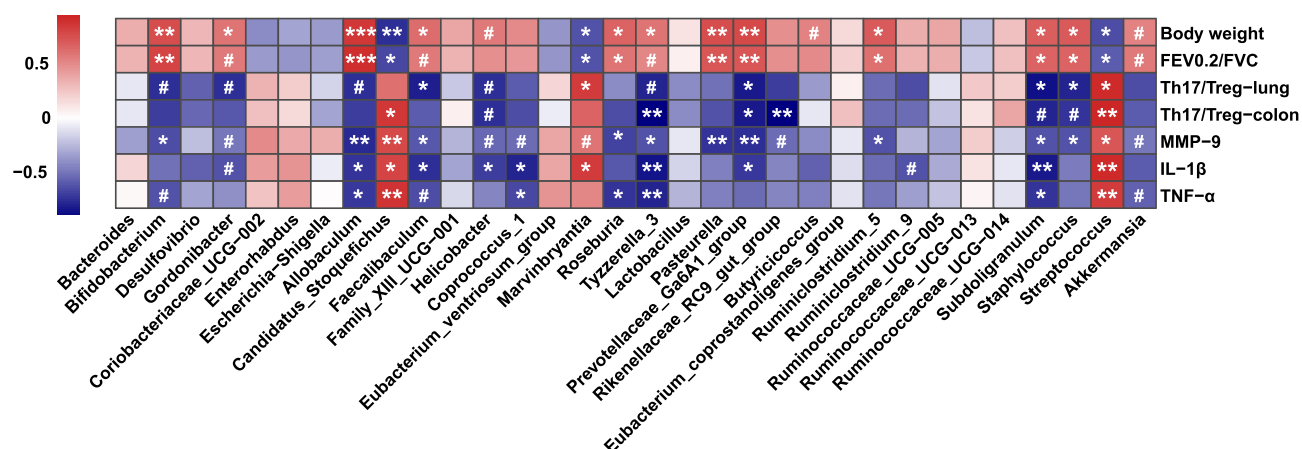 0.5
0
−0.5
** * *** ** * # * * * ** ** # * * * * # Body weight
** # *** * # * * # ** ** * * * * # FEV0.2/FVC
# # # * # * # * * * * Th17/Treg−lung
* # ** * ** # # ** Th17/Treg−colon
* # ** ** * # # # * * ** ** # * * * * # MMP−9
# * * * * * * ** * # ** ** IL−1β
# * ** # * * ** * ** # TNF−α
Bacteroides
Bifidobacterium
Desulfovibrio
Gordonibacter
Coriobacteriaceae_UCG−002
Enterorhabdus
Escherichia−Shigella
Allobaculum
Candidatus_Stoquefichus
Faecalibaculum
Family_XIII_UCG−001
Helicobacter
Coprococcus_1
Eubacterium_ventriosum_group
Marvinbryantia
Roseburia
Tyzzerella_3
Lactobacillus
Pasteurella
Prevotellaceae_Ga6A1_group
Rikenellaceae_RC9_gut_group
Butyricicoccus
Eubacterium_coprostanoligenes_group
Ruminiclostridium_5
Ruminiclostridium_9
Ruminococcaceae_UCG−005
Ruminococcaceae_UCG−013
Ruminococcaceae_UCG−014
Subdoligranulum
Staphylococcus
Streptococcus
Akkermansia